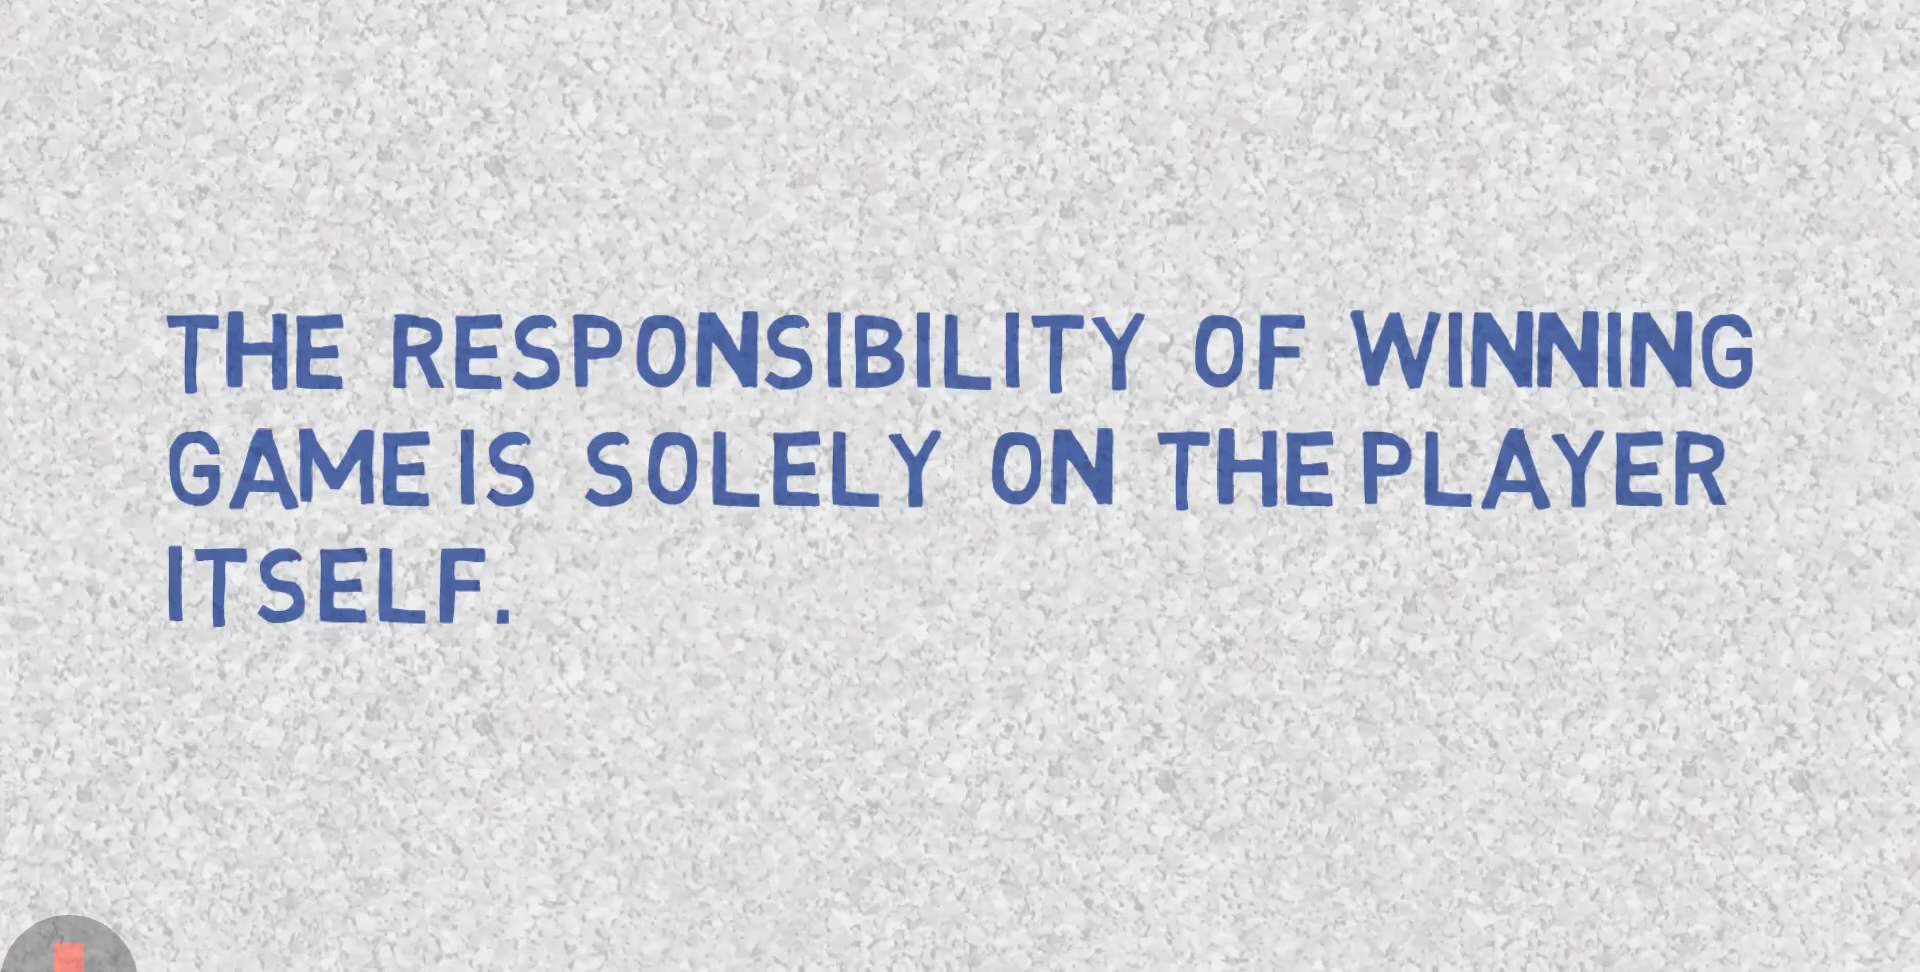 THE RESPONSIBILITY OF WINNING
GAME IS SOLELY ON THE PLAYER
ITSELF.